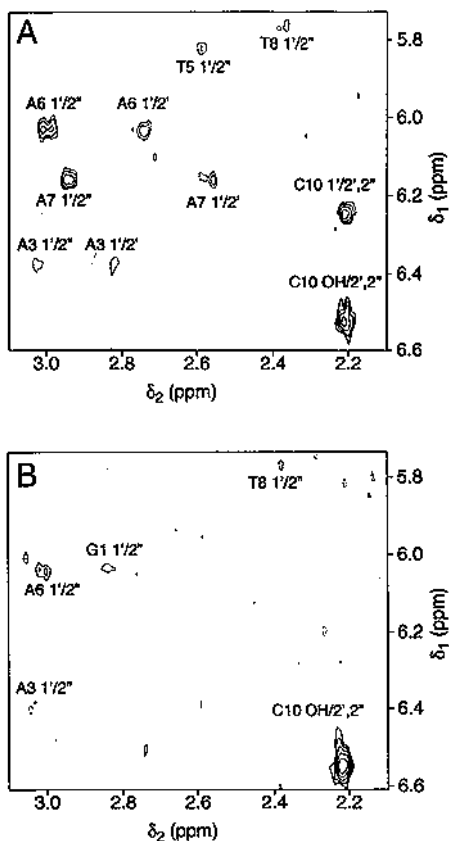 A
T8 1'/2"
T5 1'/2"
5.8
A6 1'/2" A6 1'/2'
6.0
A7 1'/2" A7 1'/2'
C10 1'/2',2"
6.2
A3 1'/2" A3 1'/2'
C10 OH/2',2"
6.4
6.6
δ1 (ppm)
3.0 2.8 2.6 2.4 2.2
δ2 (ppm)
B
T8 1'/2"
5.8
G1 1'/2"
A6 1'/2"
6.0
6.2
A3 1'/2"
C10 OH/2',2"
6.4
6.6
δ1 (ppm)
3.0 2.8 2.6 2.4 2.2
δ2 (ppm)